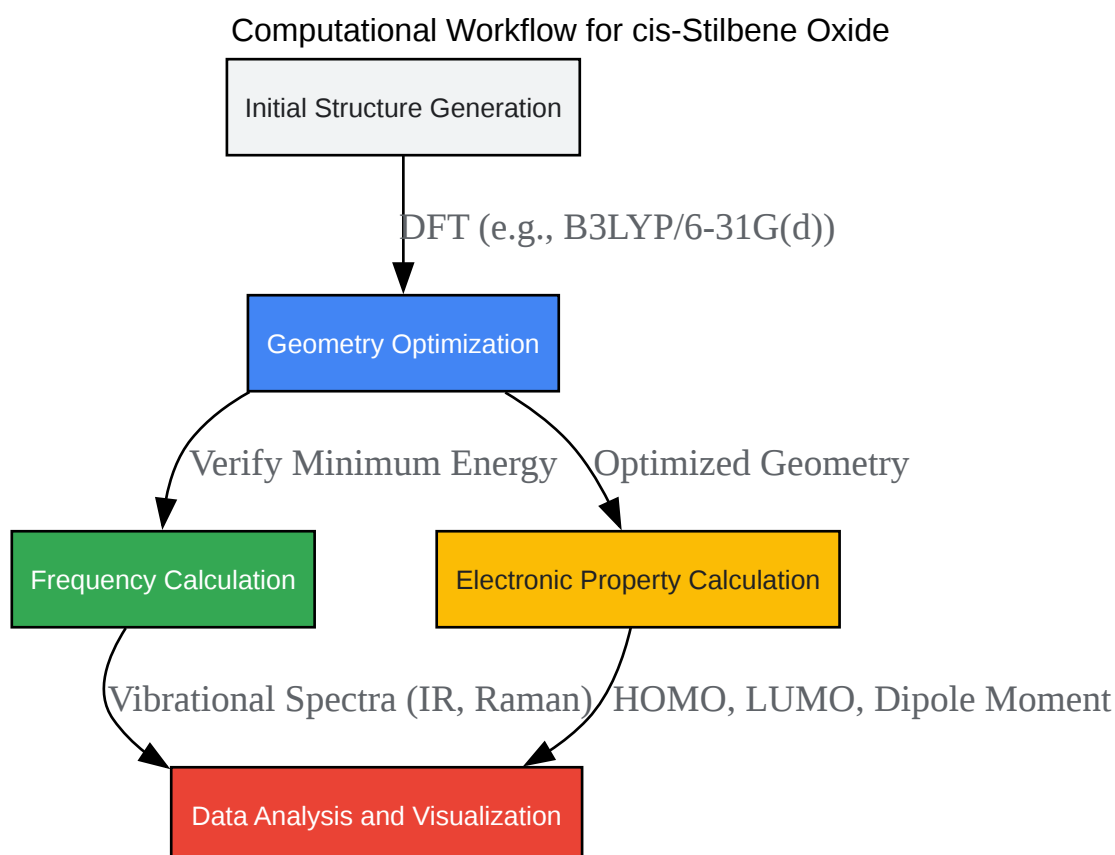 Computational Workflow for cis-Stilbene Oxide
Initial Structure Generation
DFT (e.g., B3LYP/6-31G(d))
Geometry Optimization
Verify Minimum Energy
Optimized Geometry
Frequency Calculation
Electronic Property Calculation
Vibrational Spectra (IR, Raman)
HOMO, LUMO, Dipole Moment
Data Analysis and Visualization